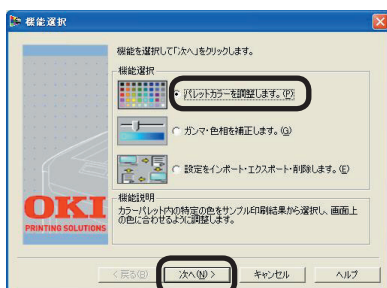 機能選択
機能を選択して「次へ」をクリックします。
機能選択
パレットカラーを調整します。(P)
ガンマ・色相を補正します。(G)
設定をインポート・エクスポート・削除します。(E)
機能説明
カラーパレット内の特定の色をサンプル印刷結果から選択し、画面上
の色に合わせるように調整します。
OKI
PRINTING SOLUTIONS
< 戻る(B)
次へ(N) >
キャンセル
ヘルプ